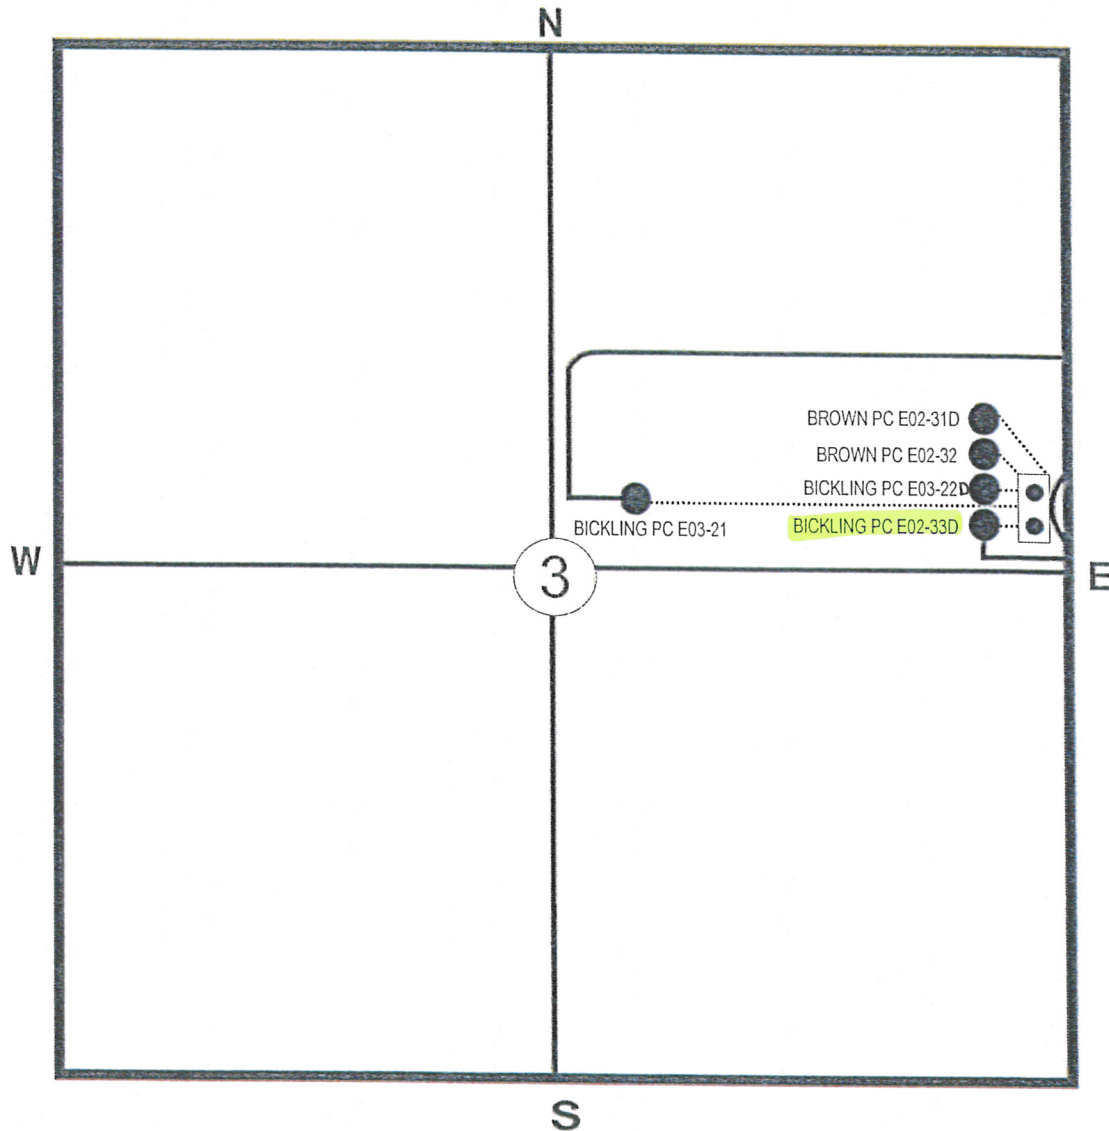 N
BROWN PC E02-31D
BROWN PC E02-32
BICKLING PC E03-22D
BICKLING PC E03-21
BICKLING PC E02-33D
W
3
E
S